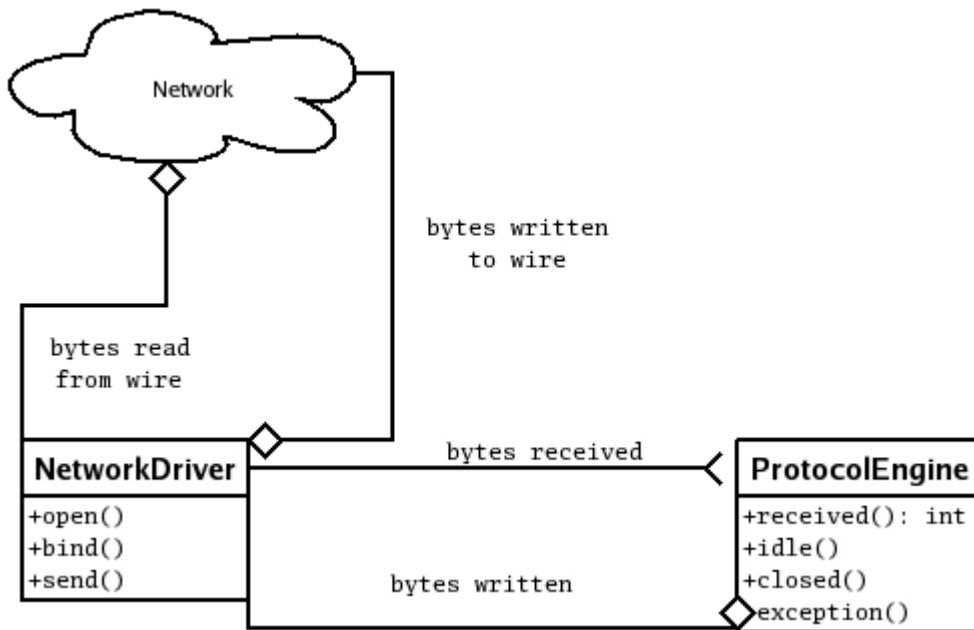 Network
bytes written
to wire
bytes read
from wire
NetworkDriver
+open()
+bind()
+send()
bytes received
bytes written
ProtocolEngine
+received(): int
+idle()
+closed()
exception()